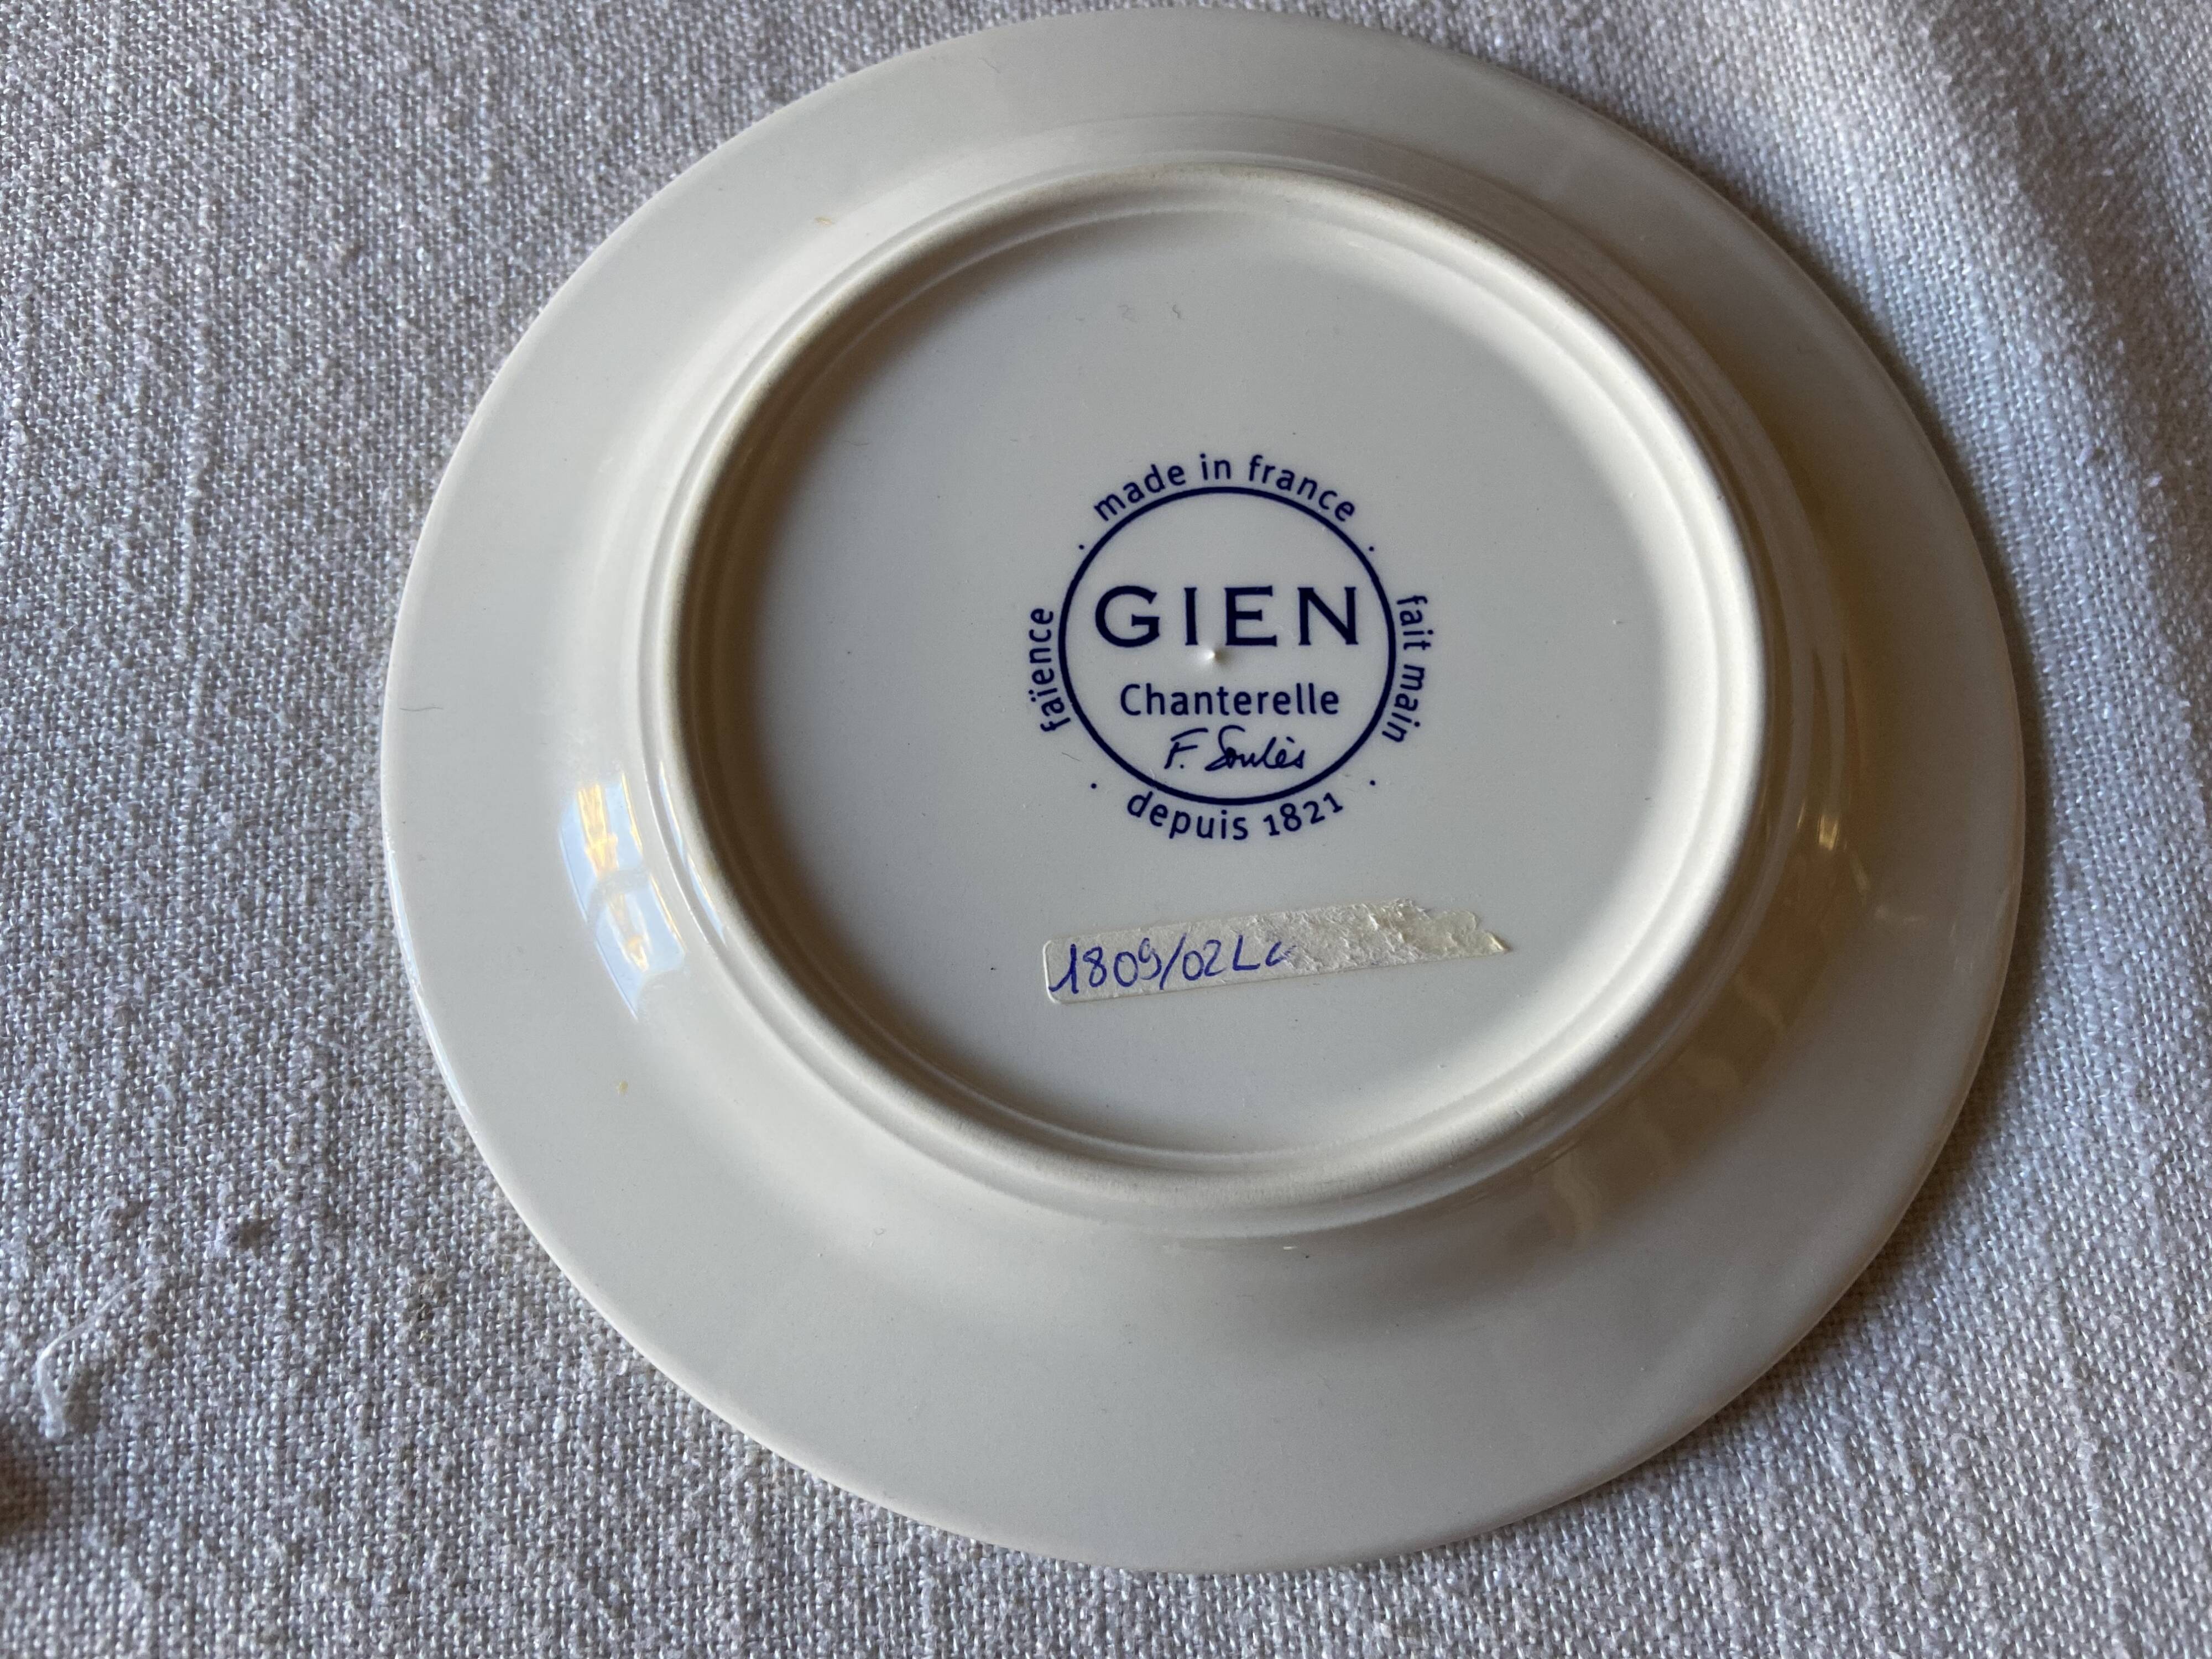 made in france
faïence
GIEN
fait main
Chanterelle
F. Soulès
depuis 1821
1809/02L